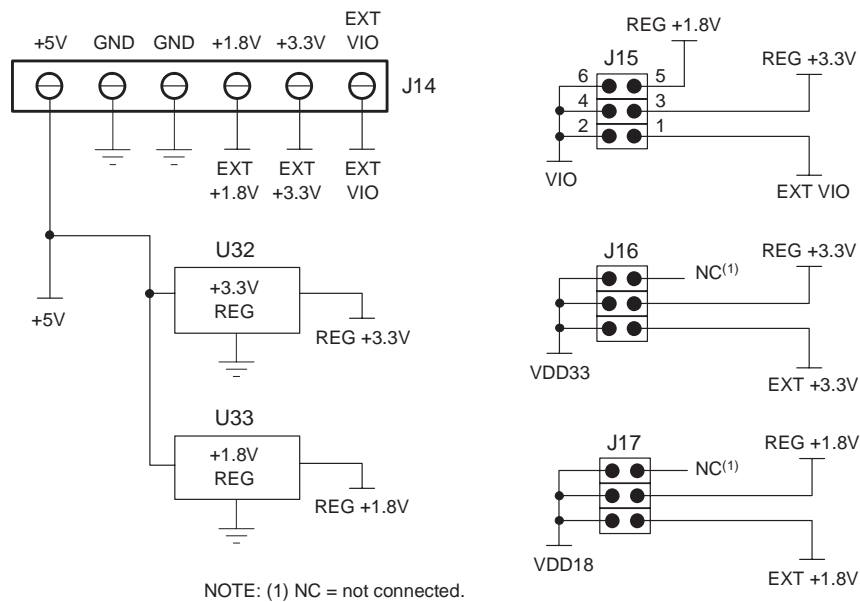 +5V GND GND +1.8V +3.3V EXT VIO
J14
EXT +1.8V
EXT +3.3V
EXT VIO
+5V
U32
+3.3V
REG
REG +3.3V
U33
+1.8V
REG
REG +1.8V
REG +1.8V
J15
REG +3.3V
6 5
4 3
2 1
VIO
EXT VIO
J16
NC(1)
REG +3.3V
VDD33
EXT +3.3V
J17
NC(1)
REG +1.8V
VDD18
EXT +1.8V
NOTE: (1) NC = not connected.